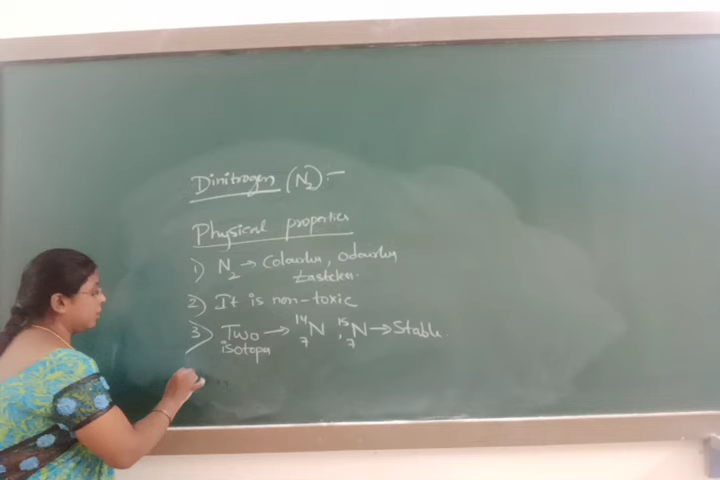 Dinitrogen (N₂):-
Physical properties
1) N₂ → Colourless, Odourless
tasteless.
2) It is non-toxic
3) Two → ¹⁴₇N, ¹⁵₇N → Stable.
isotopes